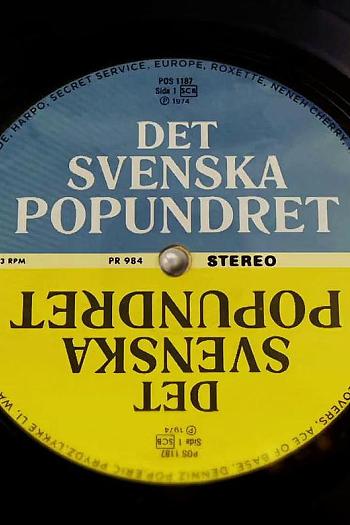 HARPO, SECRET SERVICE, EUROPE, ROXETTE, NENEH CHERRY
POS 1187
Side 1 SCB
Ⓟ 1974
DET
SVENSKA
POPUNDRET
3 RPM PR 984 STEREO
POPUNDRET
SVENSKA
DET
Ⓟ 1974
Side 1 SCB
POS 1187
OVERS, ACE OF BASE, DENNIZ POP, ERIC PRYDZ, LYKKE LI, WA